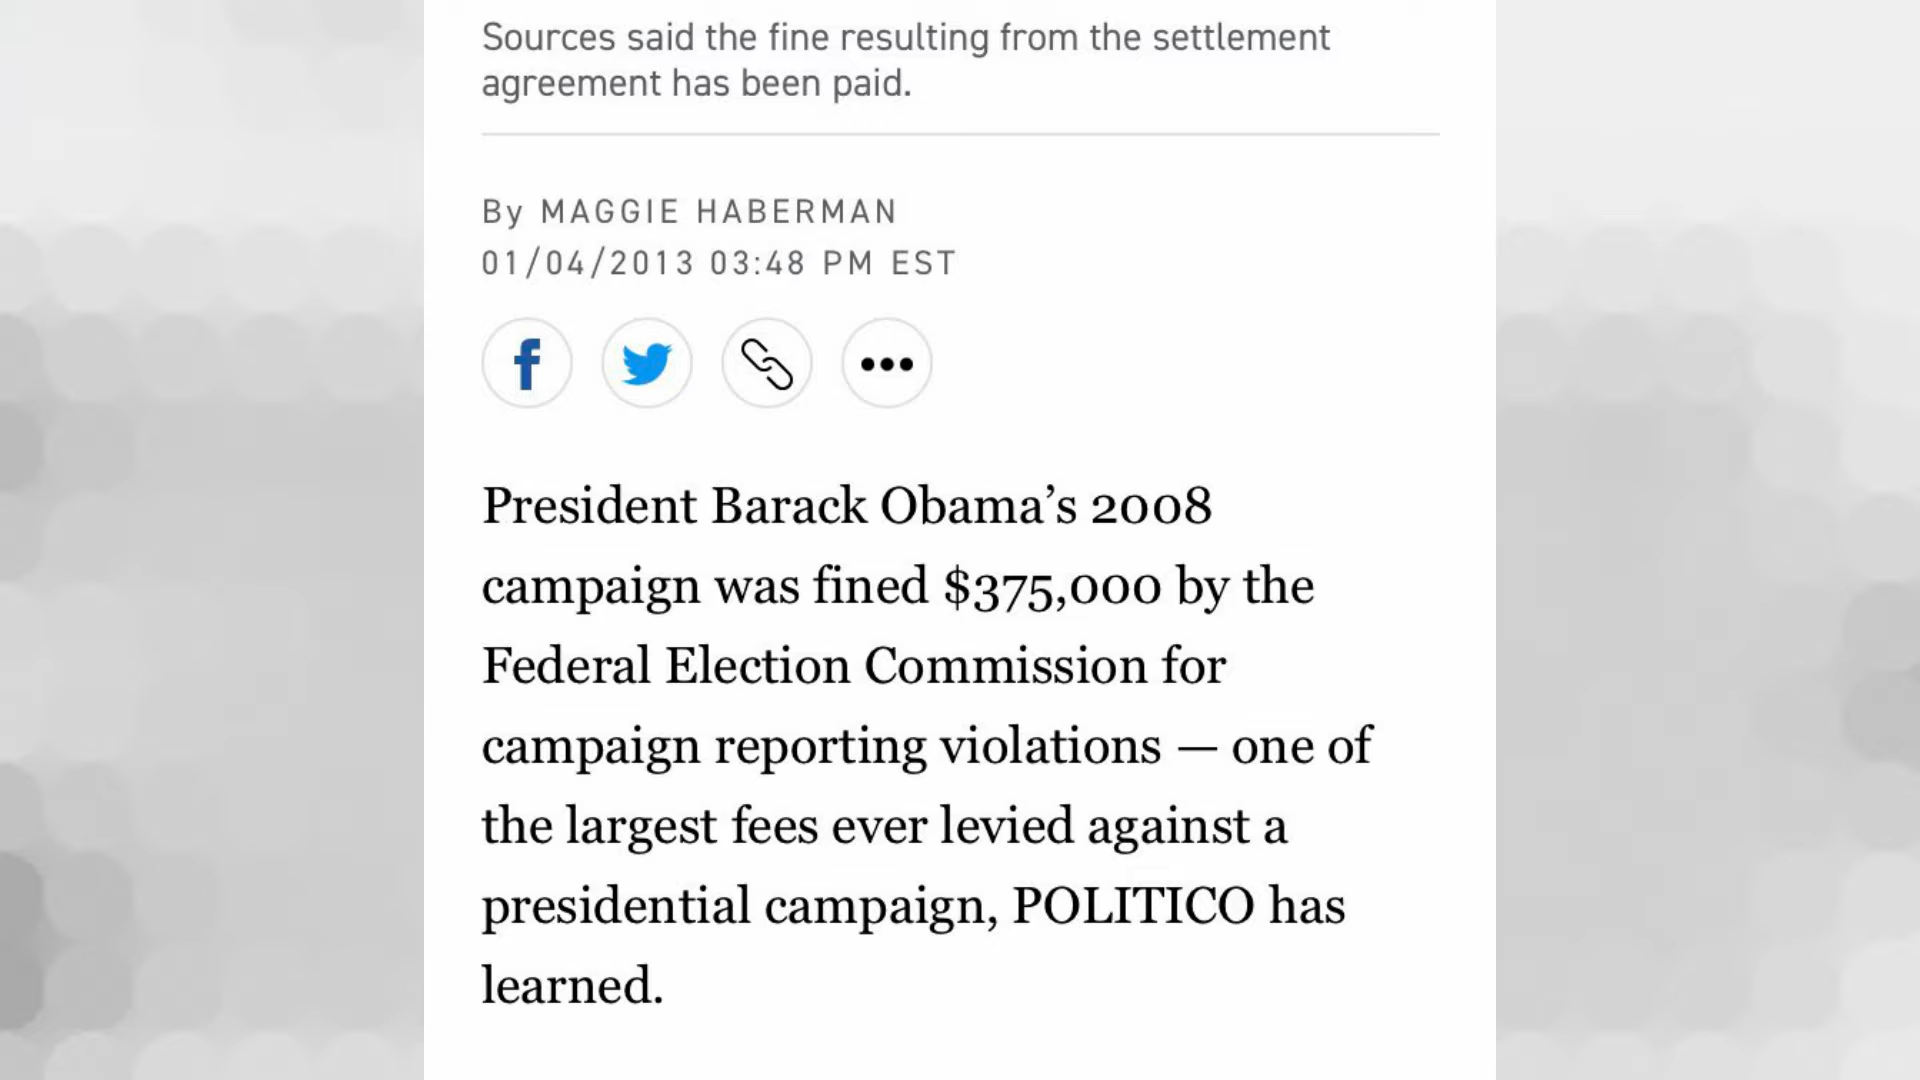 Sources said the fine resulting from the settlement
agreement has been paid.
By MAGGIE HABERMAN
01/04/2013 03:48 PM EST
President Barack Obama’s 2008
campaign was fined $375,000 by the
Federal Election Commission for
campaign reporting violations — one of
the largest fees ever levied against a
presidential campaign, POLITICO has
learned.